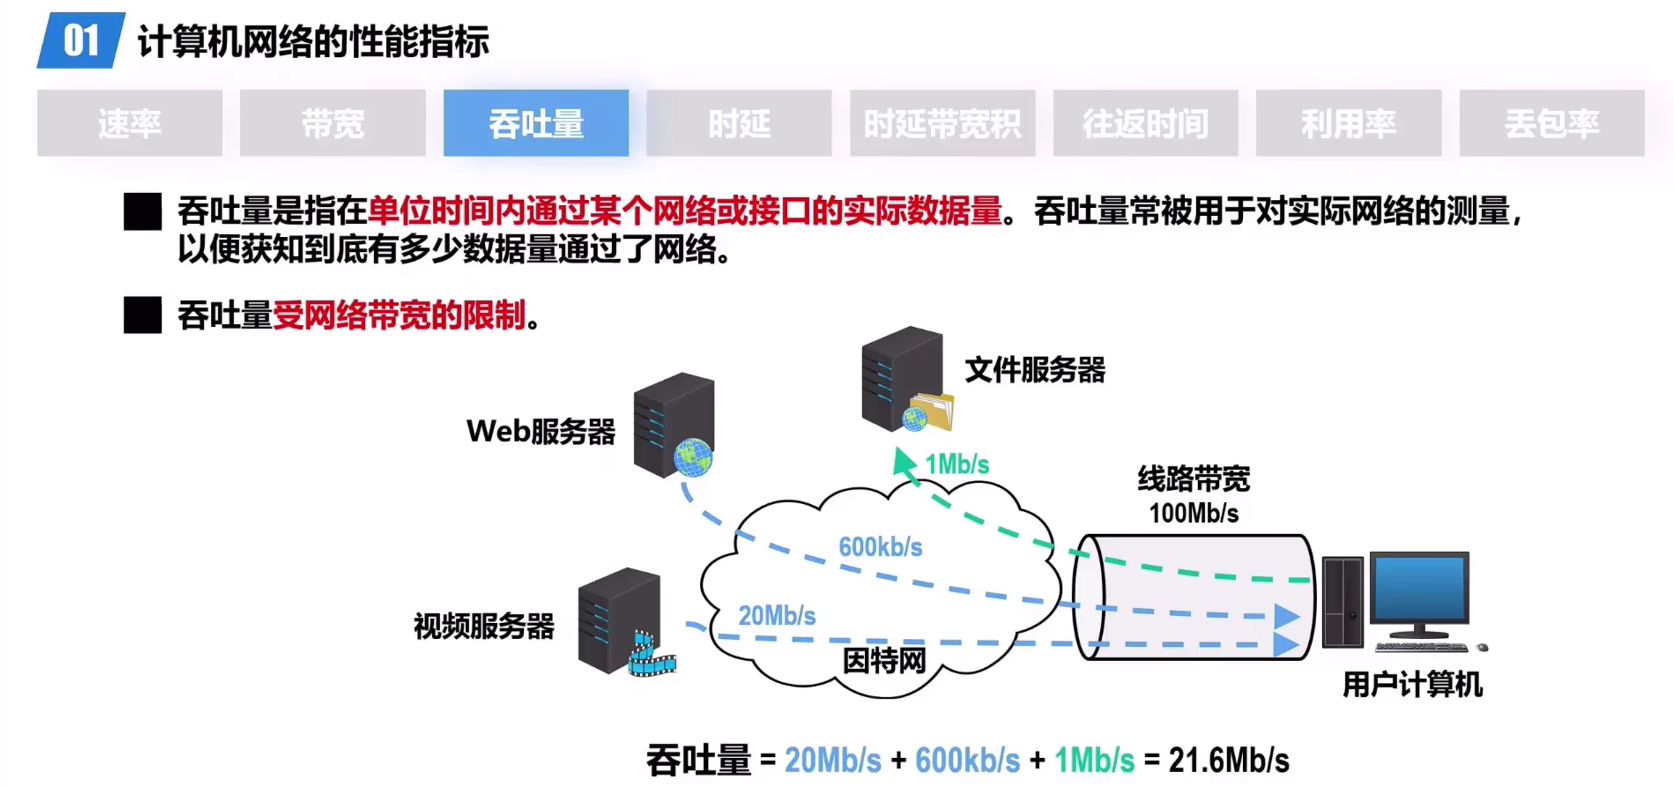 01 计算机网络的性能指标
速率 带宽 吞吐量 时延 时延带宽积 往返时间 利用率 丢包率
吞吐量是指在单位时间内通过某个网络或接口的实际数据量。吞吐量常被用于对实际网络的测量，
以便获知到底有多少数据量通过了网络。
吞吐量受网络带宽的限制。
文件服务器
Web服务器
1Mb/s
线路带宽
100Mb/s
600kb/s
20Mb/s
视频服务器
因特网
用户计算机
吞吐量 = 20Mb/s + 600kb/s + 1Mb/s = 21.6Mb/s